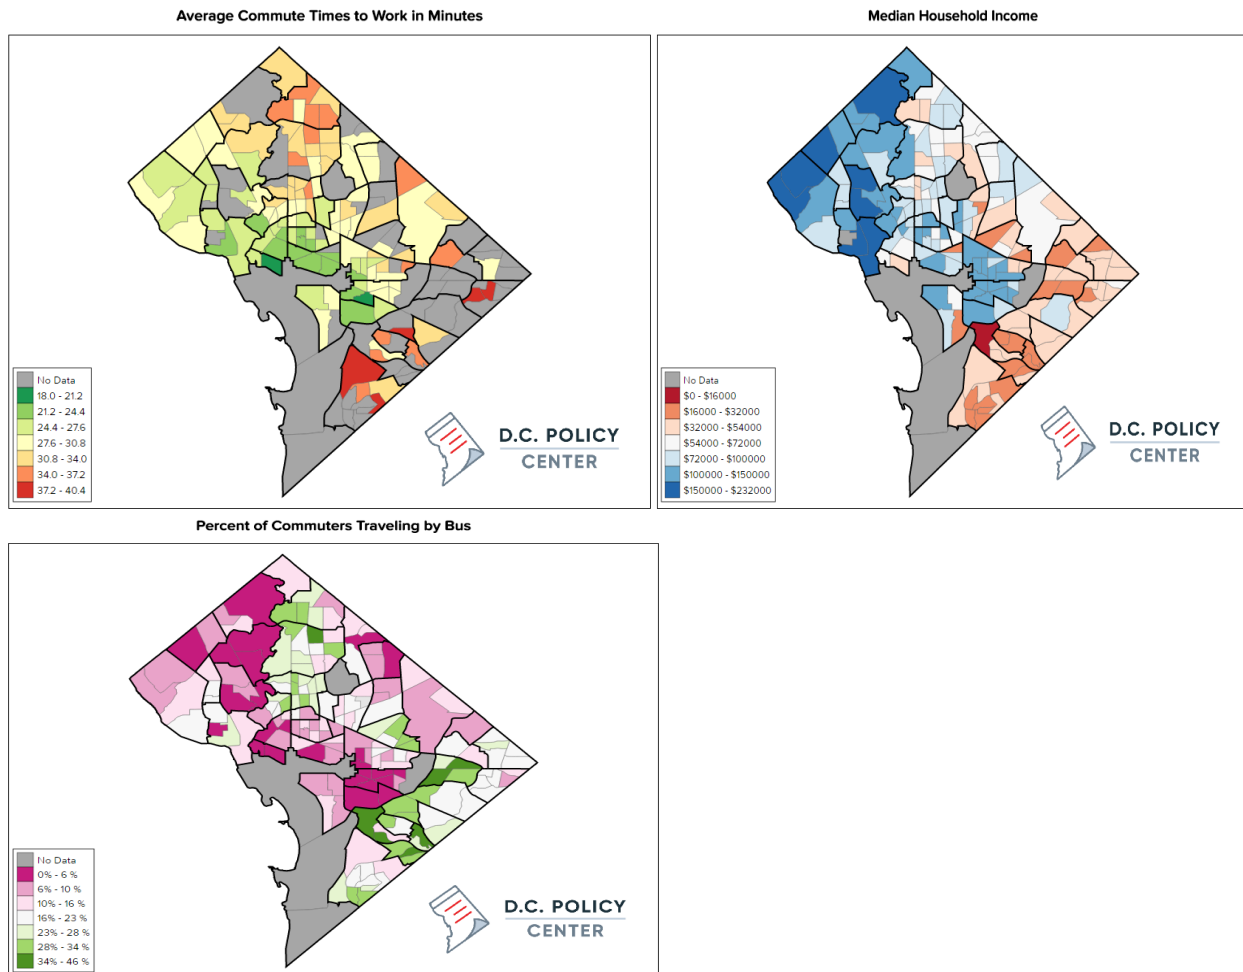 Average Commute Times to Work in Minutes
No Data
18.0 - 21.2
21.2 - 24.4
24.4 - 27.6
27.6 - 30.8
30.8 - 34.0
34.0 - 37.2
37.2 - 40.4
D.C. POLICY
CENTER
Median Household Income
No Data
$0 - $16000
$16000 - $32000
$32000 - $54000
$54000 - $72000
$72000 - $100000
$100000 - $150000
$150000 - $232000
D.C. POLICY
CENTER
Percent of Commuters Traveling by Bus
No Data
0% - 6 %
6% - 10 %
10% - 16 %
16% - 23 %
23% - 28 %
28% - 34 %
34% - 46 %
D.C. POLICY
CENTER